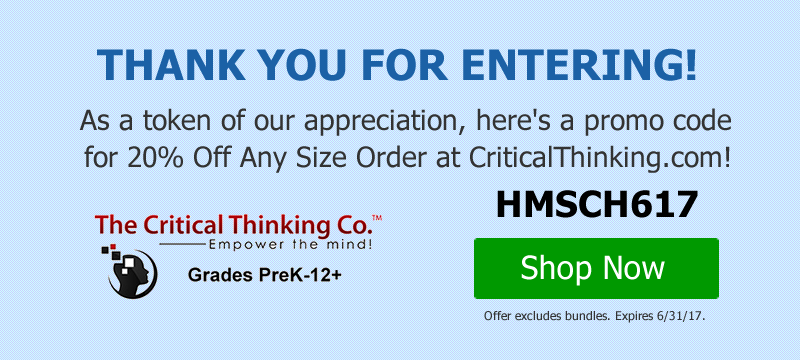 THANK YOU FOR ENTERING!
As a token of our appreciation, here's a promo code
for 20% Off Any Size Order at CriticalThinking.com!
HMSCH617
The Critical Thinking Co.™
Empower the mind!
Grades PreK-12+
Shop Now
Offer excludes bundles. Expires 6/31/17.